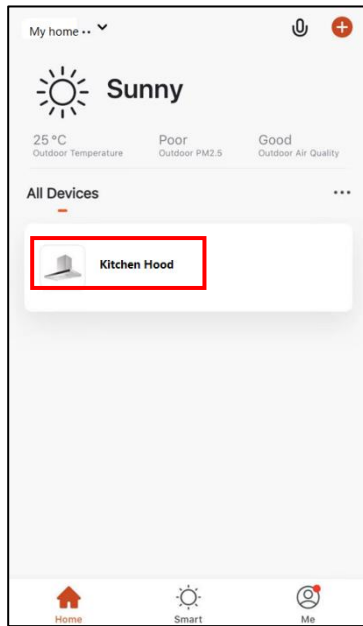 My home ..
Sunny
25 °C Poor Good
Outdoor Temperature Outdoor PM2.5 Outdoor Air Quality
All Devices
Kitchen Hood
Home Smart Me